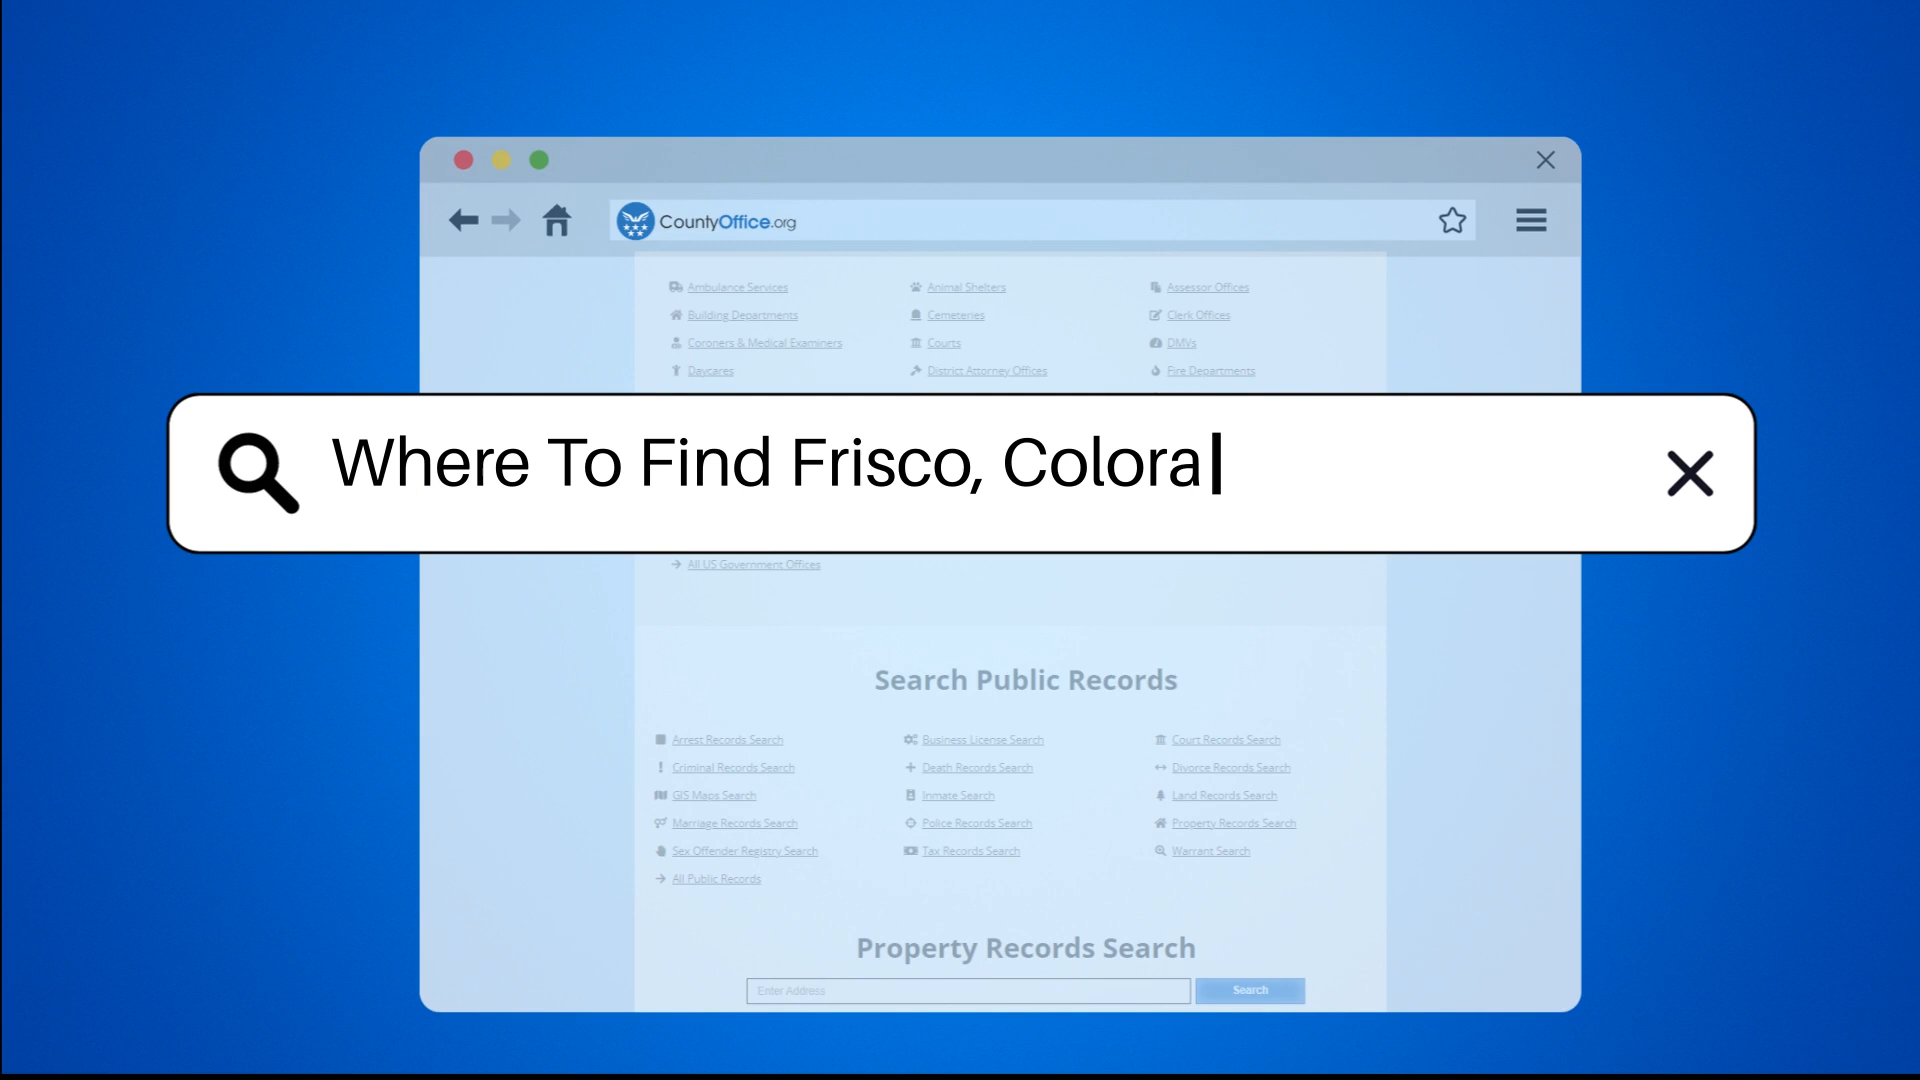 CountyOffice.org
Ambulance Services Animal Shelters Assessor Offices
Building Departments Cemeteries Clerk Offices
Coroners & Medical Examiners Courts DMVs
Daycares District Attorney Offices Fire Departments
Where To Find Frisco, Colora
All US Government Offices
Search Public Records
Arrest Records Search Business License Search Court Records Search
Criminal Records Search Death Records Search Divorce Records Search
GIS Maps Search Inmate Search Land Records Search
Marriage Records Search Police Records Search Property Records Search
Sex Offender Registry Search Tax Records Search Warrant Search
All Public Records
Property Records Search
Enter Address Search